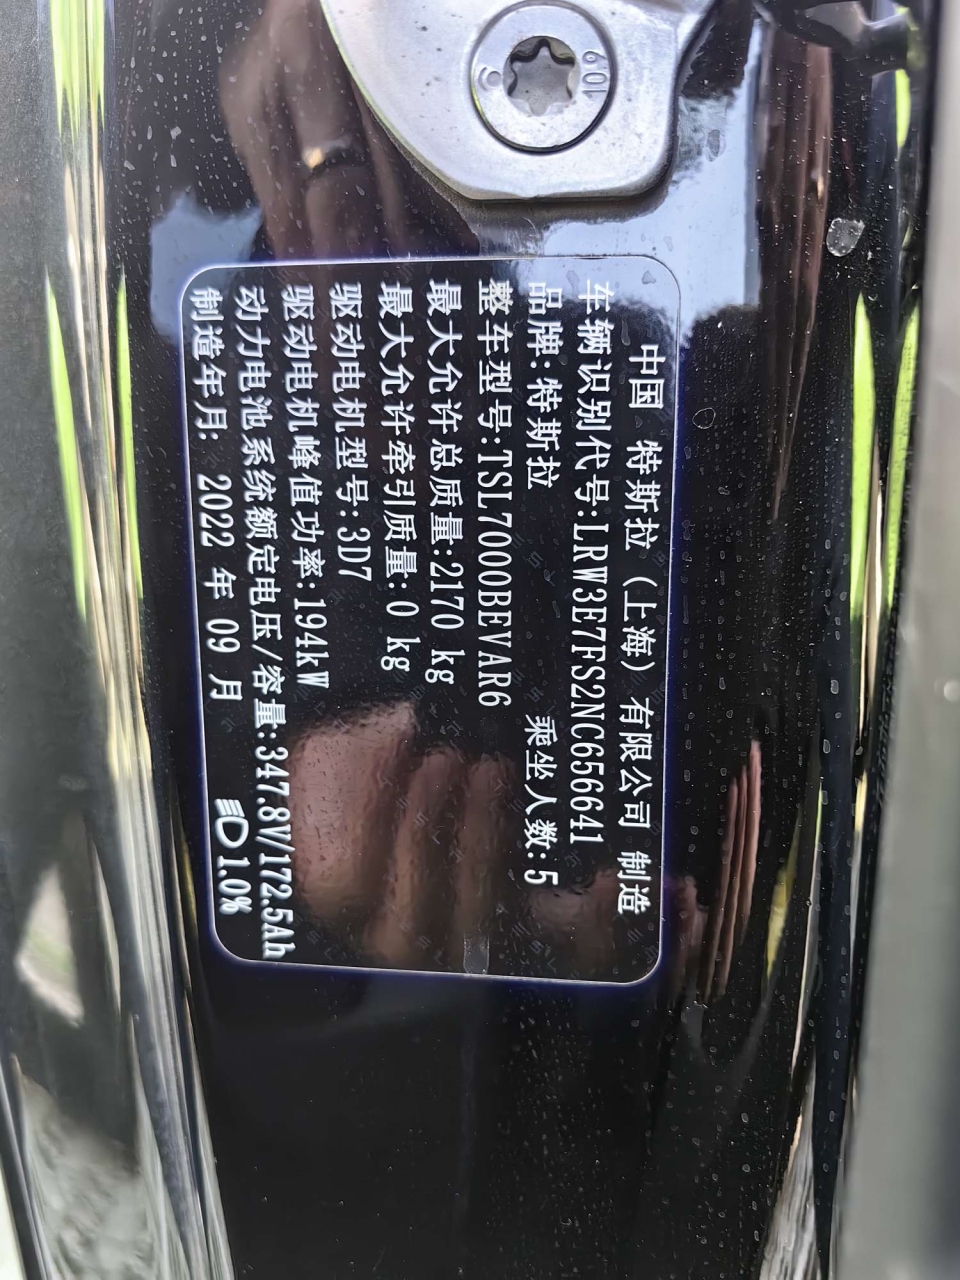 中国 特斯拉（上海）有限公司 制造
车辆识别代号:LRW3E7FS2NC656641
品牌:特斯拉 乘坐人数:5
整车型号:TSL7000BEVAR6
最大允许总质量:2170 kg
最大允许牵引质量:0 kg
驱动电机型号:3D7
驱动电机峰值功率:194kW
动力电池系统额定电压/容量:347.8V/172.5Ah
制造年月: 2022 年 09 月 1.0%
10.9